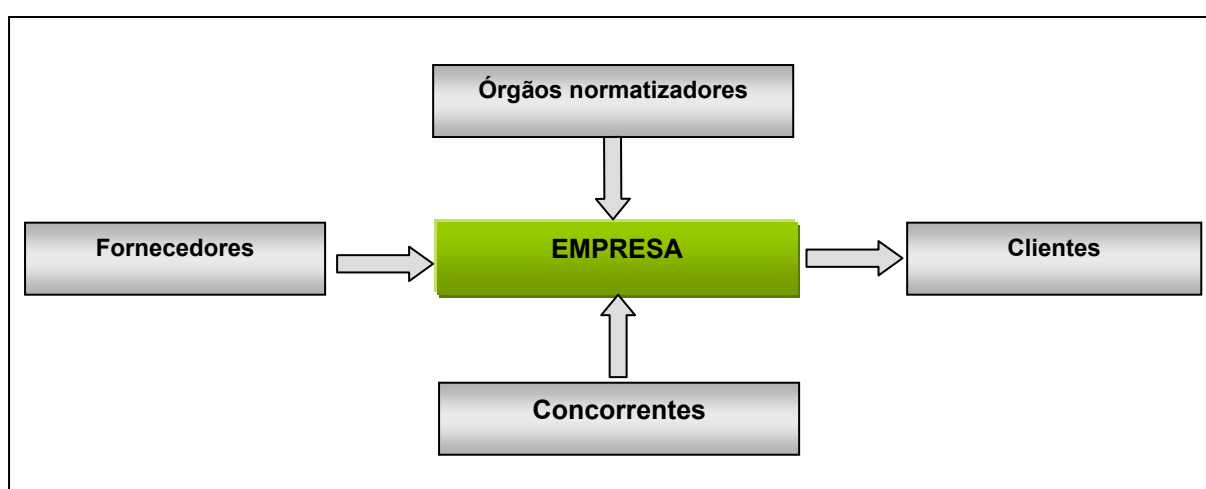 Órgãos normatizadores
Fornecedores
EMPRESA
Clientes
Concorrentes